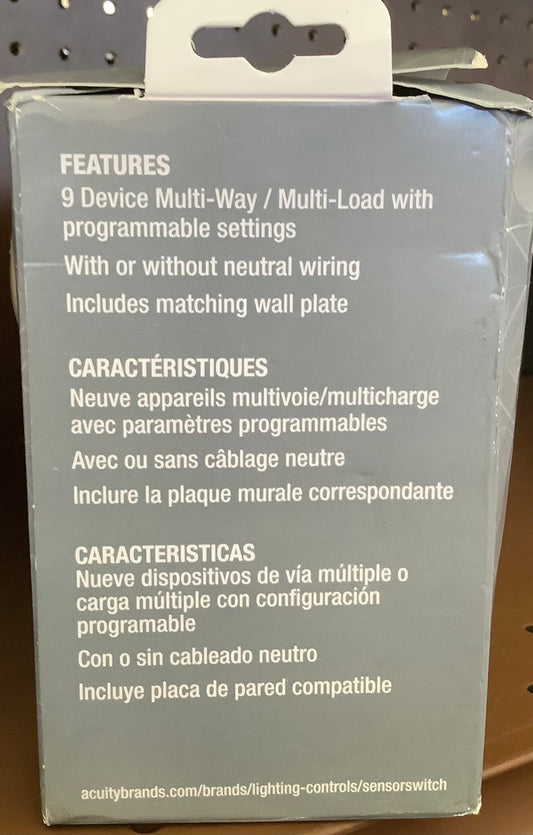 FEATURES
9 Device Multi-Way / Multi-Load with
programmable settings
With or without neutral wiring
Includes matching wall plate
CARACTÉRISTIQUES
Neuve appareils multivoie/multicharge
avec paramètres programmables
Avec ou sans câblage neutre
Inclure la plaque murale correspondante
CARACTERISTICAS
Nueve dispositivos de vía múltiple o
carga múltiple con configuración
programable
Con o sin cableado neutro
Incluye placa de pared compatible
acuitybrands.com/brands/lighting-controls/sensorswitch